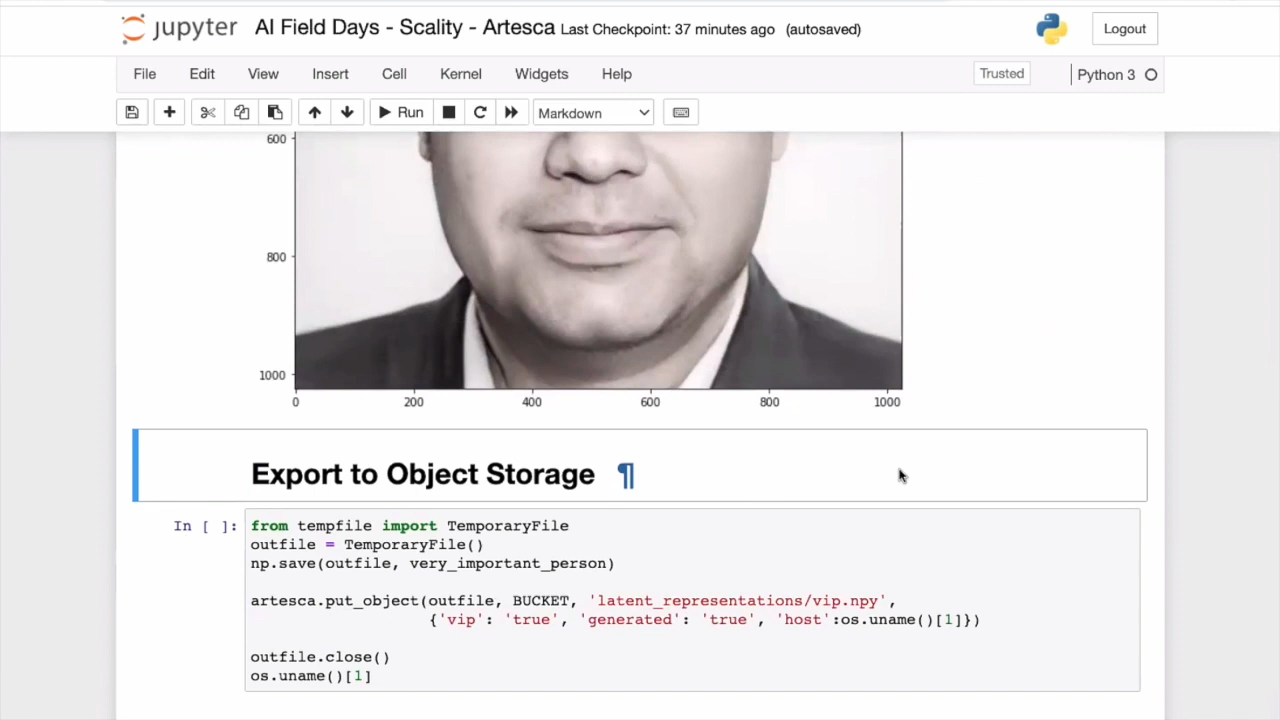 jupyter AI Field Days - Scality - Artesca Last Checkpoint: 37 minutes ago (autosaved) Logout
File Edit View Insert Cell Kernel Widgets Help Trusted Python 3
Run Markdown
600
800
1000
0 200 400 600 800 1000
Export to Object Storage ¶
In [ ]: from tempfile import TemporaryFile
outfile = TemporaryFile()
np.save(outfile, very_important_person)
artesca.put_object(outfile, BUCKET, 'latent_representations/vip.npy',
{'vip': 'true', 'generated': 'true', 'host':os.uname()[1]})
outfile.close()
os.uname()[1]